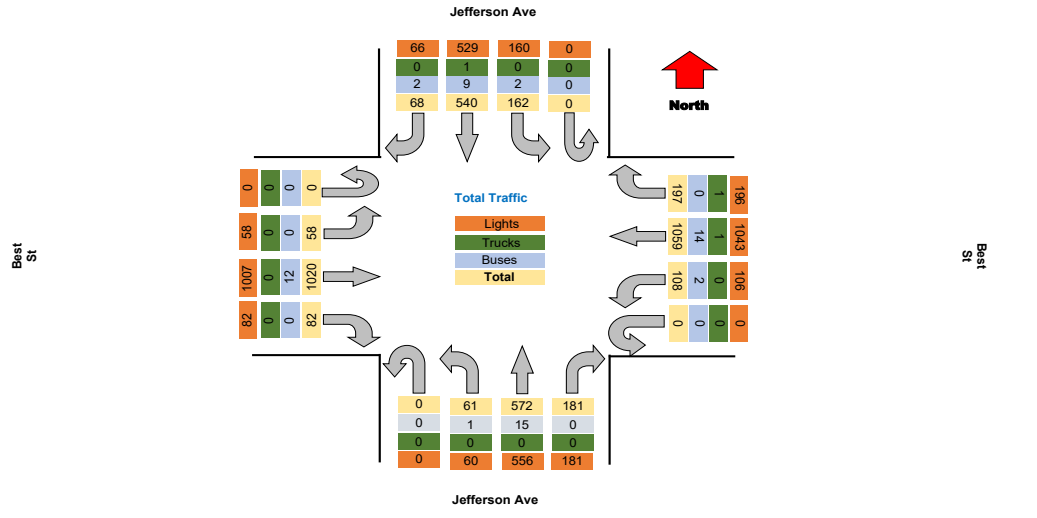 Jefferson Ave
66 529 160 0
0 1 0 0
2 9 2 0
68 540 162 0
North
Best
St
0 0 0 0
58 0 0 58
1007 0 12 1020
82 0 0 82
Total Traffic
Lights
Trucks
Buses
Total
197 0 1 196
1059 14 1 1043
108 2 0 106
0 0 0 0
Best
St
0 61 572 181
0 1 15 0
0 0 0 0
0 60 556 181
Jefferson Ave